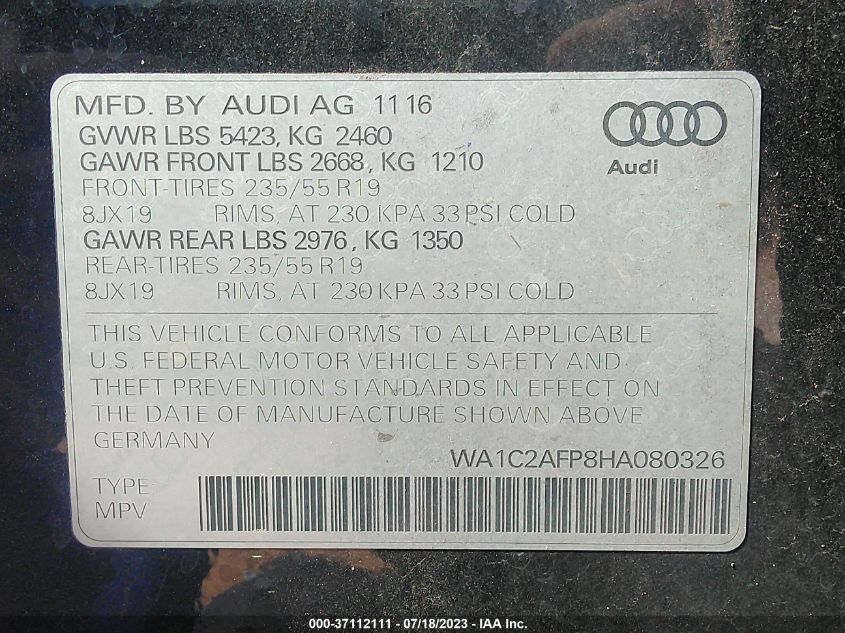 MFD. BY AUDI AG 11 16
GVWR LBS 5423, KG 2460
GAWR FRONT LBS 2668, KG 1210
FRONT-TIRES 235/55 R19
8JX19 RIMS, AT 230 KPA 33 PSI COLD
GAWR REAR LBS 2976, KG 1350
REAR-TIRES 235/55 R19
8JX19 RIMS, AT 230 KPA 33 PSI COLD
Audi
THIS VEHICLE CONFORMS TO ALL APPLICABLE
U.S. FEDERAL MOTOR VEHICLE SAFETY AND
THEFT PREVENTION STANDARDS IN EFFECT ON
THE DATE OF MANUFACTURE SHOWN ABOVE
GERMANY
WA1C2AFP8HA080326
TYPE
MPV
000-37112111 - 07/18/2023 - IAA Inc.